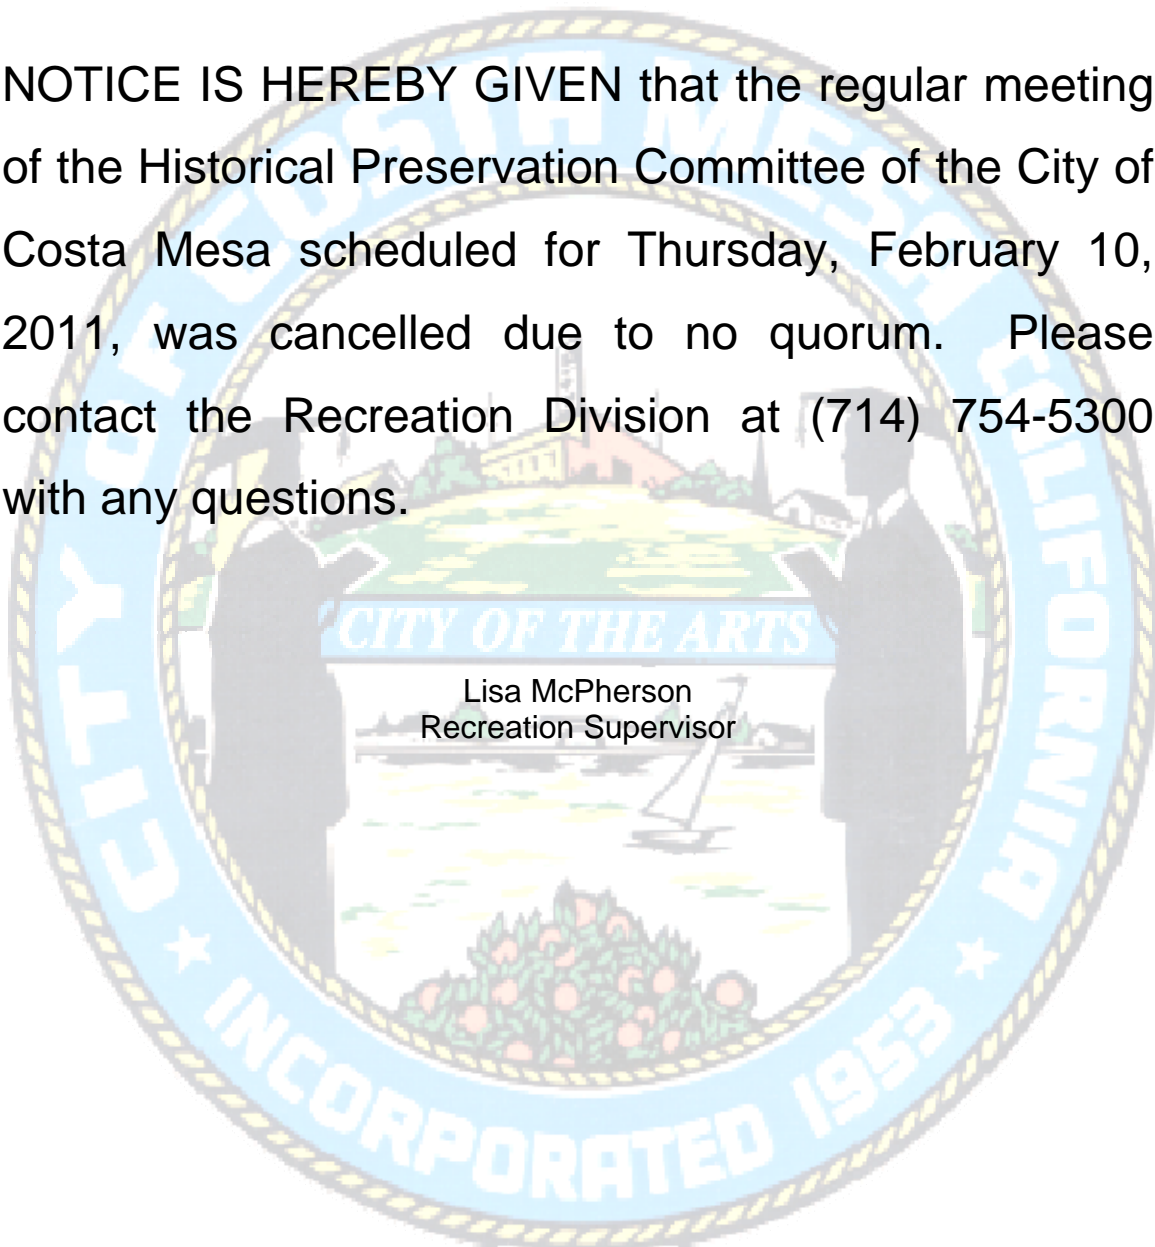 NOTICE IS HEREBY GIVEN that the regular meeting
of the Historical Preservation Committee of the City of
Costa Mesa scheduled for Thursday, February 10,
2011, was cancelled due to no quorum. Please
contact the Recreation Division at (714) 754-5300
with any questions.
CITY OF COSTA MESA CALIFORNIA
CITY OF THE ARTS
Lisa McPherson
Recreation Supervisor
INCORPORATED 1953